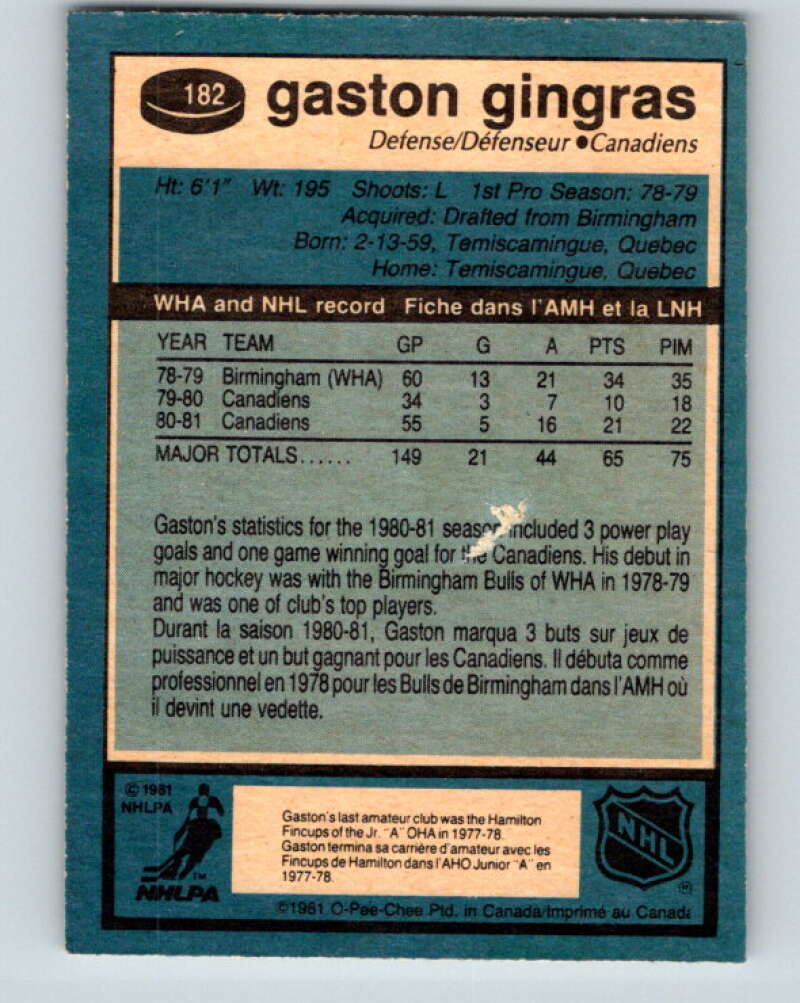 182 gaston gingras
Defense/Défenseur ●Canadiens
Ht: 6'1" Wt: 195 Shoots: L 1st Pro Season: 78-79
Acquired: Drafted from Birmingham
Born: 2-13-59, Temiscamingue, Quebec
Home: Temiscamingue, Quebec
WHA and NHL record Fiche dans l'AMH et la LNH
YEAR TEAM GP G A PTS PIM
78-79 Birmingham (WHA) 60 13 21 34 35
79-80 Canadiens 34 3 7 10 18
80-81 Canadiens 55 5 16 21 22
MAJOR TOTALS...... 149 21 44 65 75
Gaston's statistics for the 1980-81 season included 3 power play
goals and one game winning goal for the Canadiens. His debut in
major hockey was with the Birmingham Bulls of WHA in 1978-79
and was one of club's top players.
Durant la saison 1980-81, Gaston marqua 3 buts sur jeux de
puissance et un but gagnant pour les Canadiens. Il débuta comme
professionnel en 1978 pour les Bulls de Birmingham dans l'AMH où
il devint une vedette.
© 1981
NHLPA
Gaston's last amateur club was the Hamilton
Fincups of the Jr. "A" OHA in 1977-78.
Gaston termina sa carrière d'amateur avec les
Fincups de Hamilton dans l'AHO Junior "A" en
1977-78.
NHL
®
TM
NHLPA
©1981 O-Pee-Chee Ptd. in Canada/Imprimé au Canada